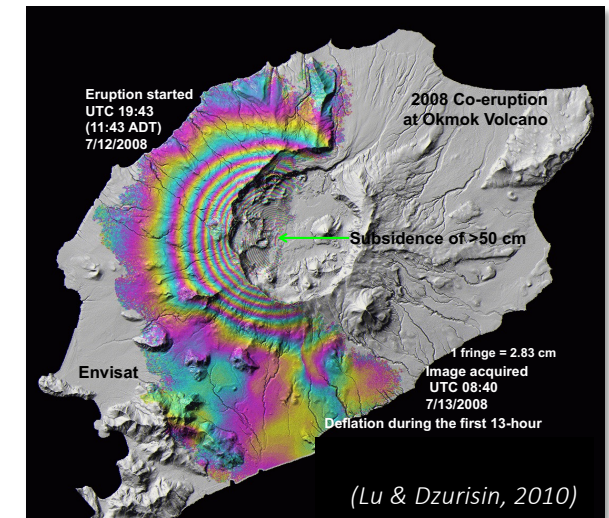 Eruption started
UTC 19:43
(11:43 ADT)
7/12/2008
2008 Co-eruption
at Okmok Volcano
Subsidence of >50 cm
Envisat
1 fringe = 2.83 cm
Image acquired
UTC 08:40
7/13/2008
Deflation during the first 13-hour
(Lu & Dzurisin, 2010)